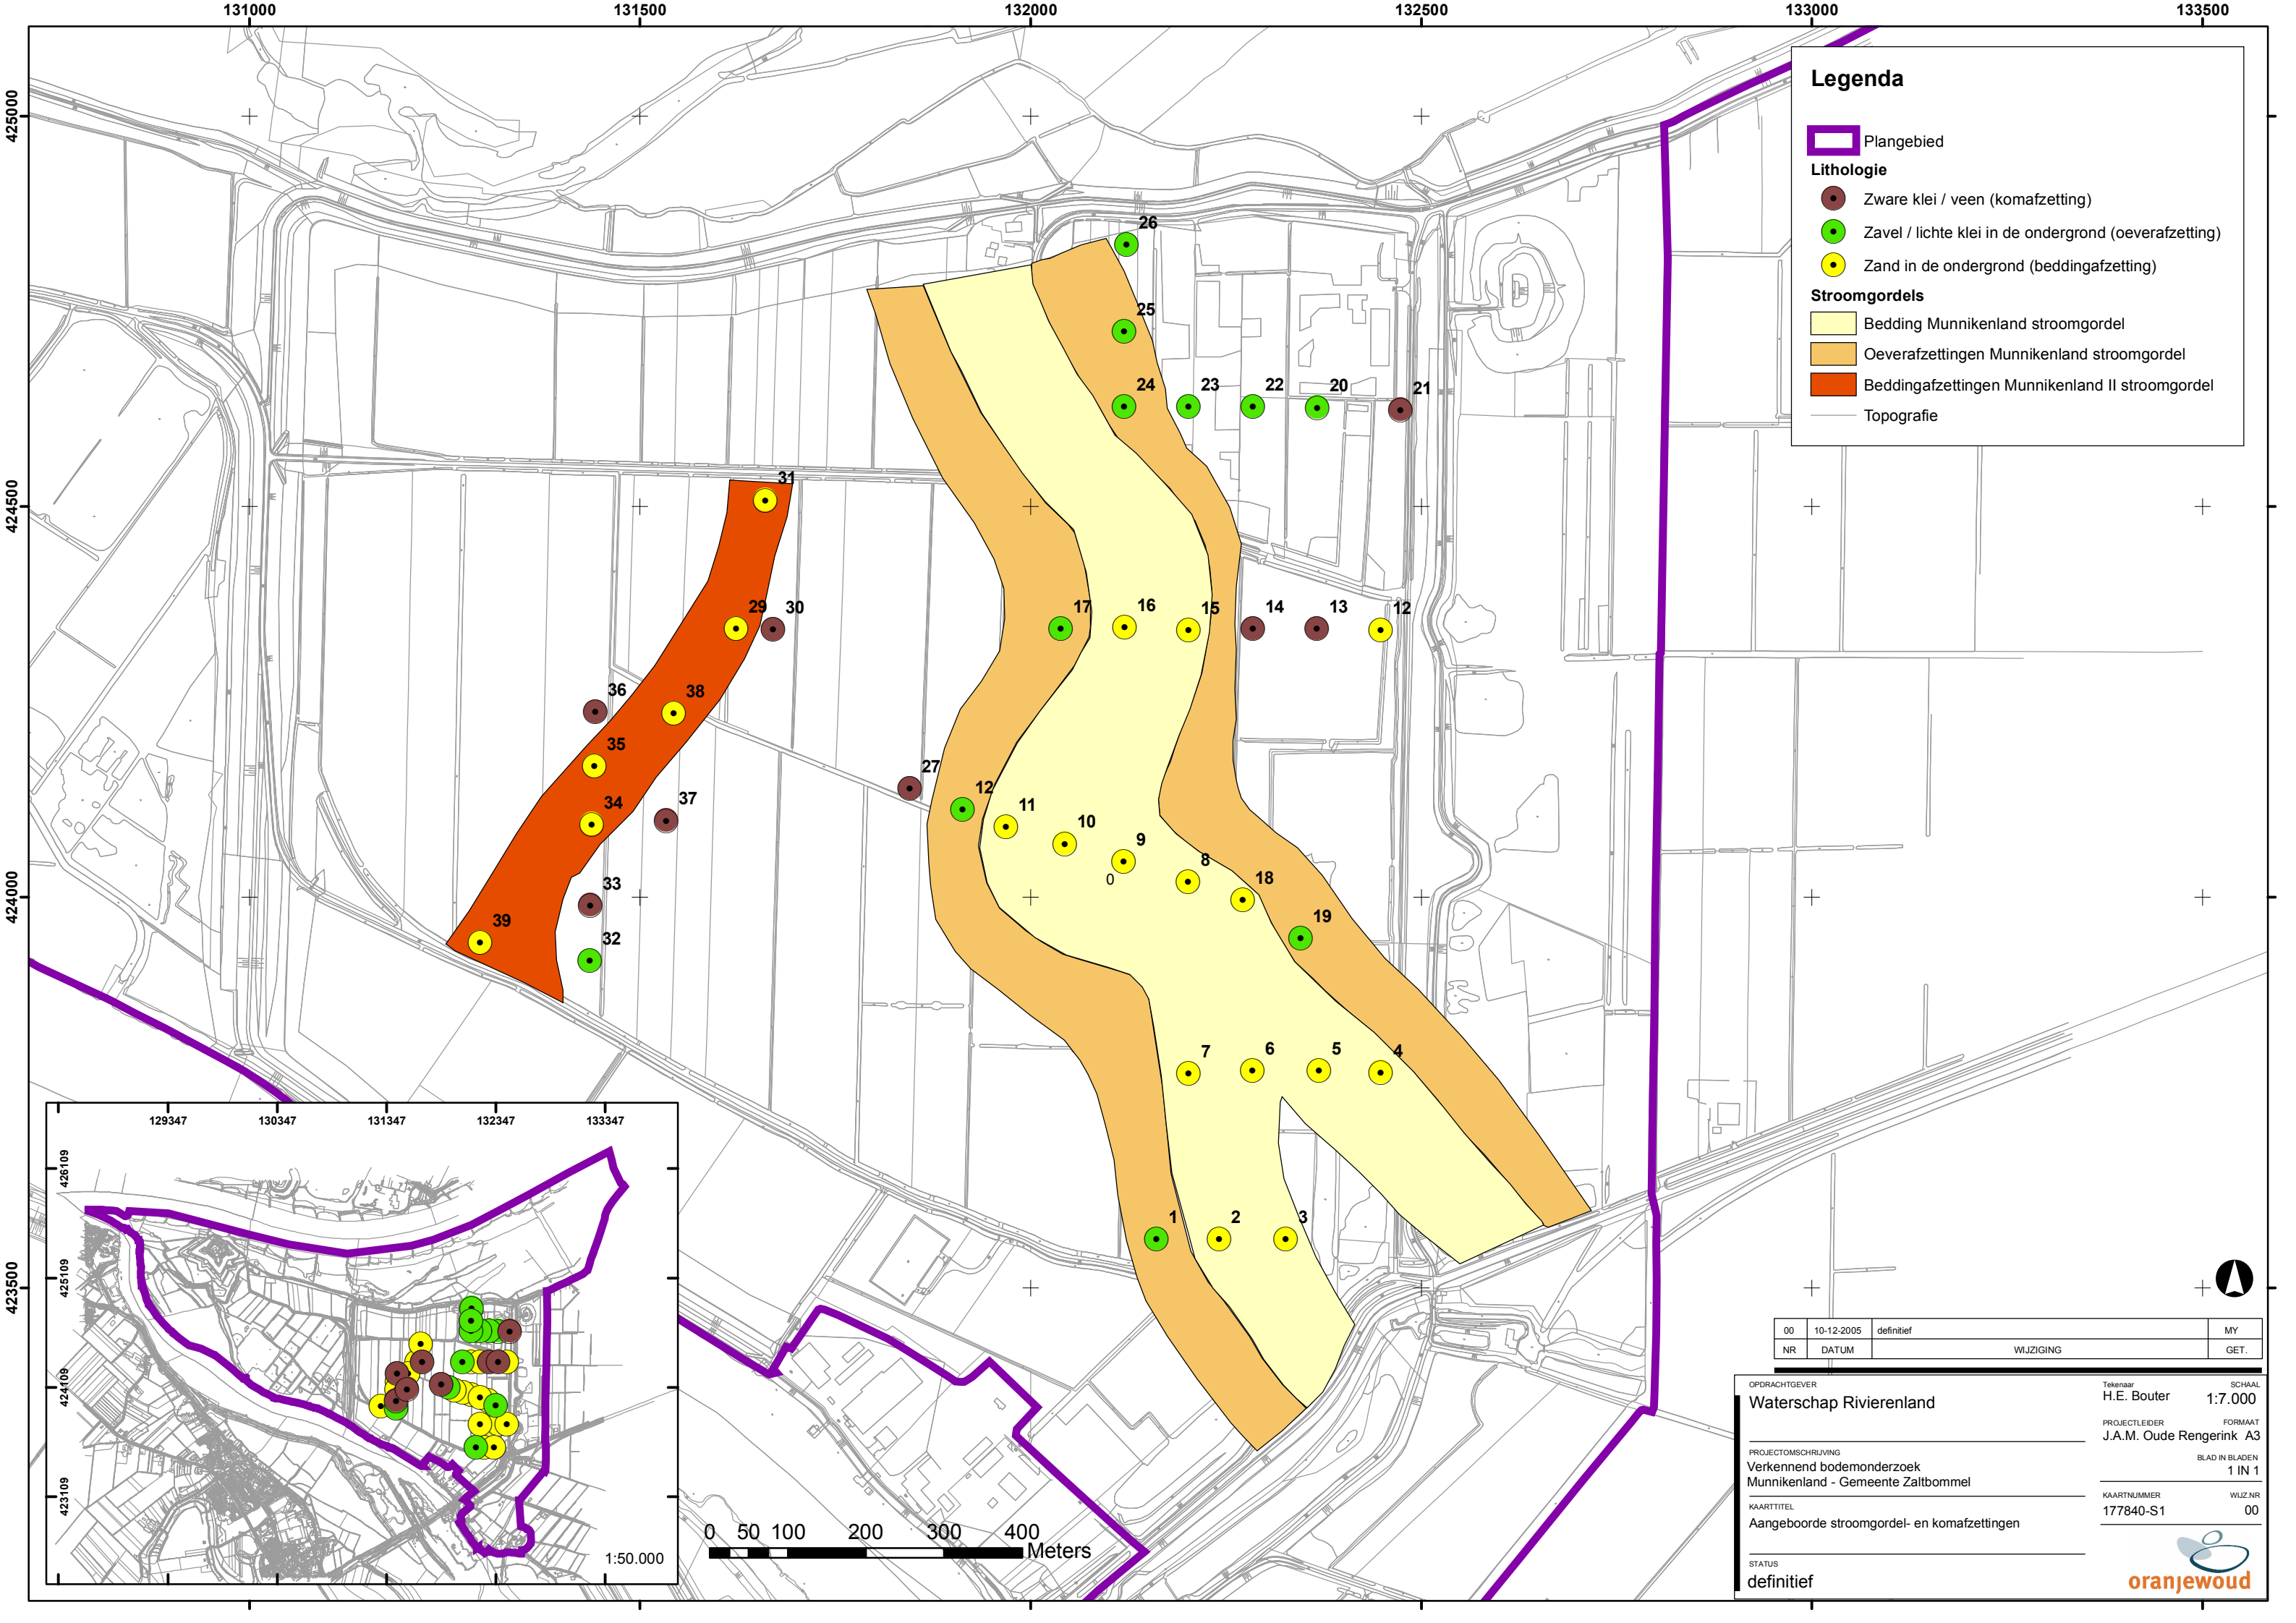 131000 131500 132000 132500 133000 133500
425000
424500
424000
423500
Legenda
Plangebied
Lithologie
Zware klei / veen (komafzetting)
Zavel / lichte klei in de ondergrond (oeverafzetting)
Zand in de ondergrond (beddingafzetting)
Stroomgordels
Bedding Munnikenland stroomgordel
Oeverafzettingen Munnikenland stroomgordel
Beddingafzettingen Munnikenland II stroomgordel
Topografie
26
25
24 23 22 20 21
31
29 30 17 16 15 14 13 12
36 38
35
27
34 37 12 11 10 9 8 18
0
33
32
39
19
7 6 5 4
1 2 3
129347 130347 131347 132347 133347
426109
425109
424109
423109
1:50.000
0 50 100 200 300 400
Meters
00 10-12-2005 definitief MY
NR DATUM WIJZIGING GET.
OPDRACHTGEVER
Waterschap Rivierenland
Tekenaar
H.E. Bouter
SCHAAL
1:7.000
PROJECTLEIDER
J.A.M. Oude Rengerink
FORMAAT
A3
PROJECTOMSCHRIJVING
Verkennend bodemonderzoek
Munnikenland - Gemeente Zaltbommel
BLAD IN BLADEN
1 IN 1
KAARTTITEL
Aangeboorde stroomgordel- en komafzettingen
KAARTNUMMER
177840-S1
WIJZ.NR
00
STATUS
definitief
oranjewoud